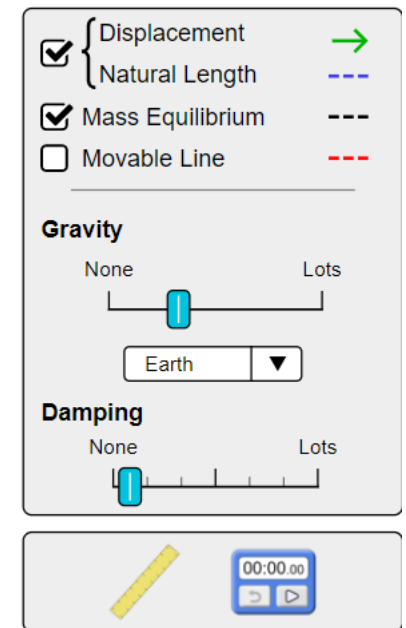 Displacement
Natural Length
Mass Equilibrium
Movable Line
Gravity
None Lots
Earth
Damping
None Lots
00:00.00